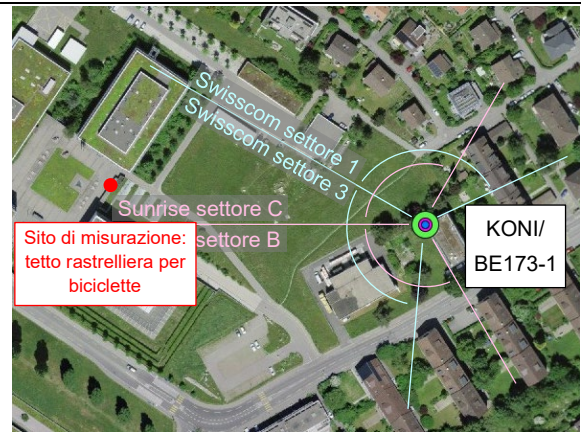 Swisscom settore 1
Swisscom settore 3
Sunrise settore C
settore B
Sito di misurazione:
tetto rastrelliera per
biciclette
KONI/
BE173-1